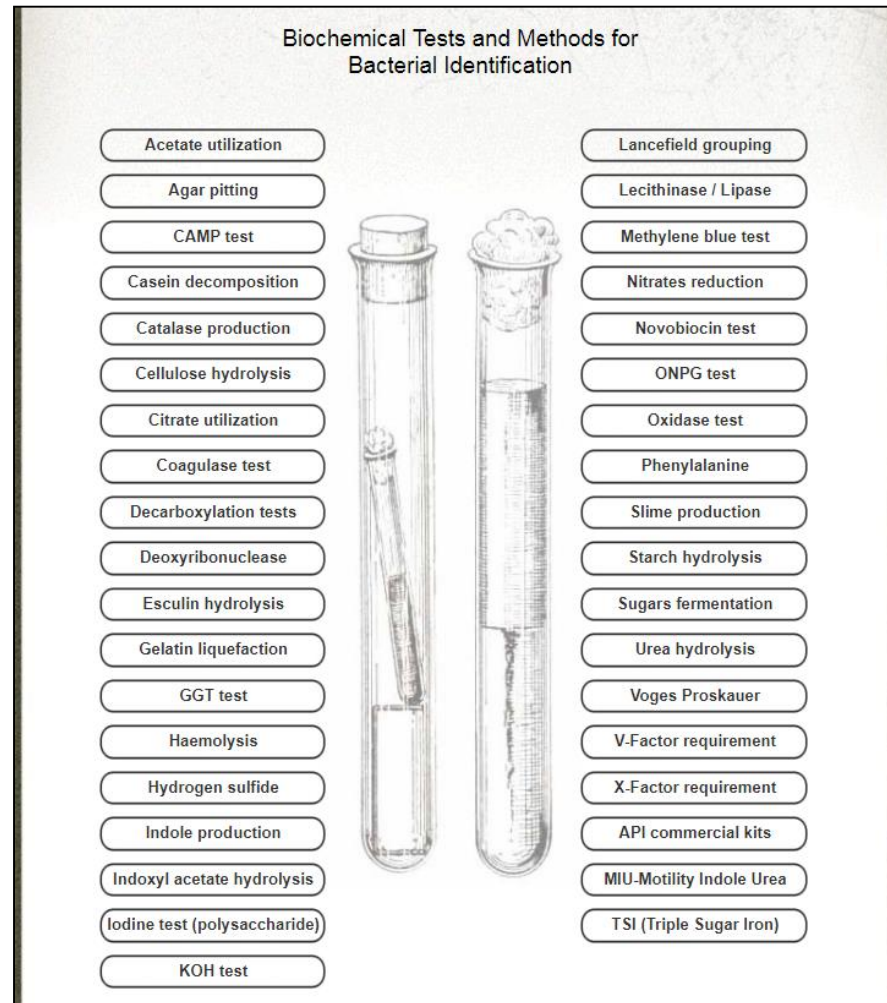 Biochemical Tests and Methods for
Bacterial Identification
Acetate utilization
Agar pitting
CAMP test
Casein decomposition
Catalase production
Cellulose hydrolysis
Citrate utilization
Coagulase test
Decarboxylation tests
Deoxyribonuclease
Esculin hydrolysis
Gelatin liquefaction
GGT test
Haemolysis
Hydrogen sulfide
Indole production
Indoxyl acetate hydrolysis
Iodine test (polysaccharide)
KOH test
Lancefield grouping
Lecithinase / Lipase
Methylene blue test
Nitrates reduction
Novobiocin test
ONPG test
Oxidase test
Phenylalanine
Slime production
Starch hydrolysis
Sugars fermentation
Urea hydrolysis
Voges Proskauer
V-Factor requirement
X-Factor requirement
API commercial kits
MIU-Motility Indole Urea
TSI (Triple Sugar Iron)